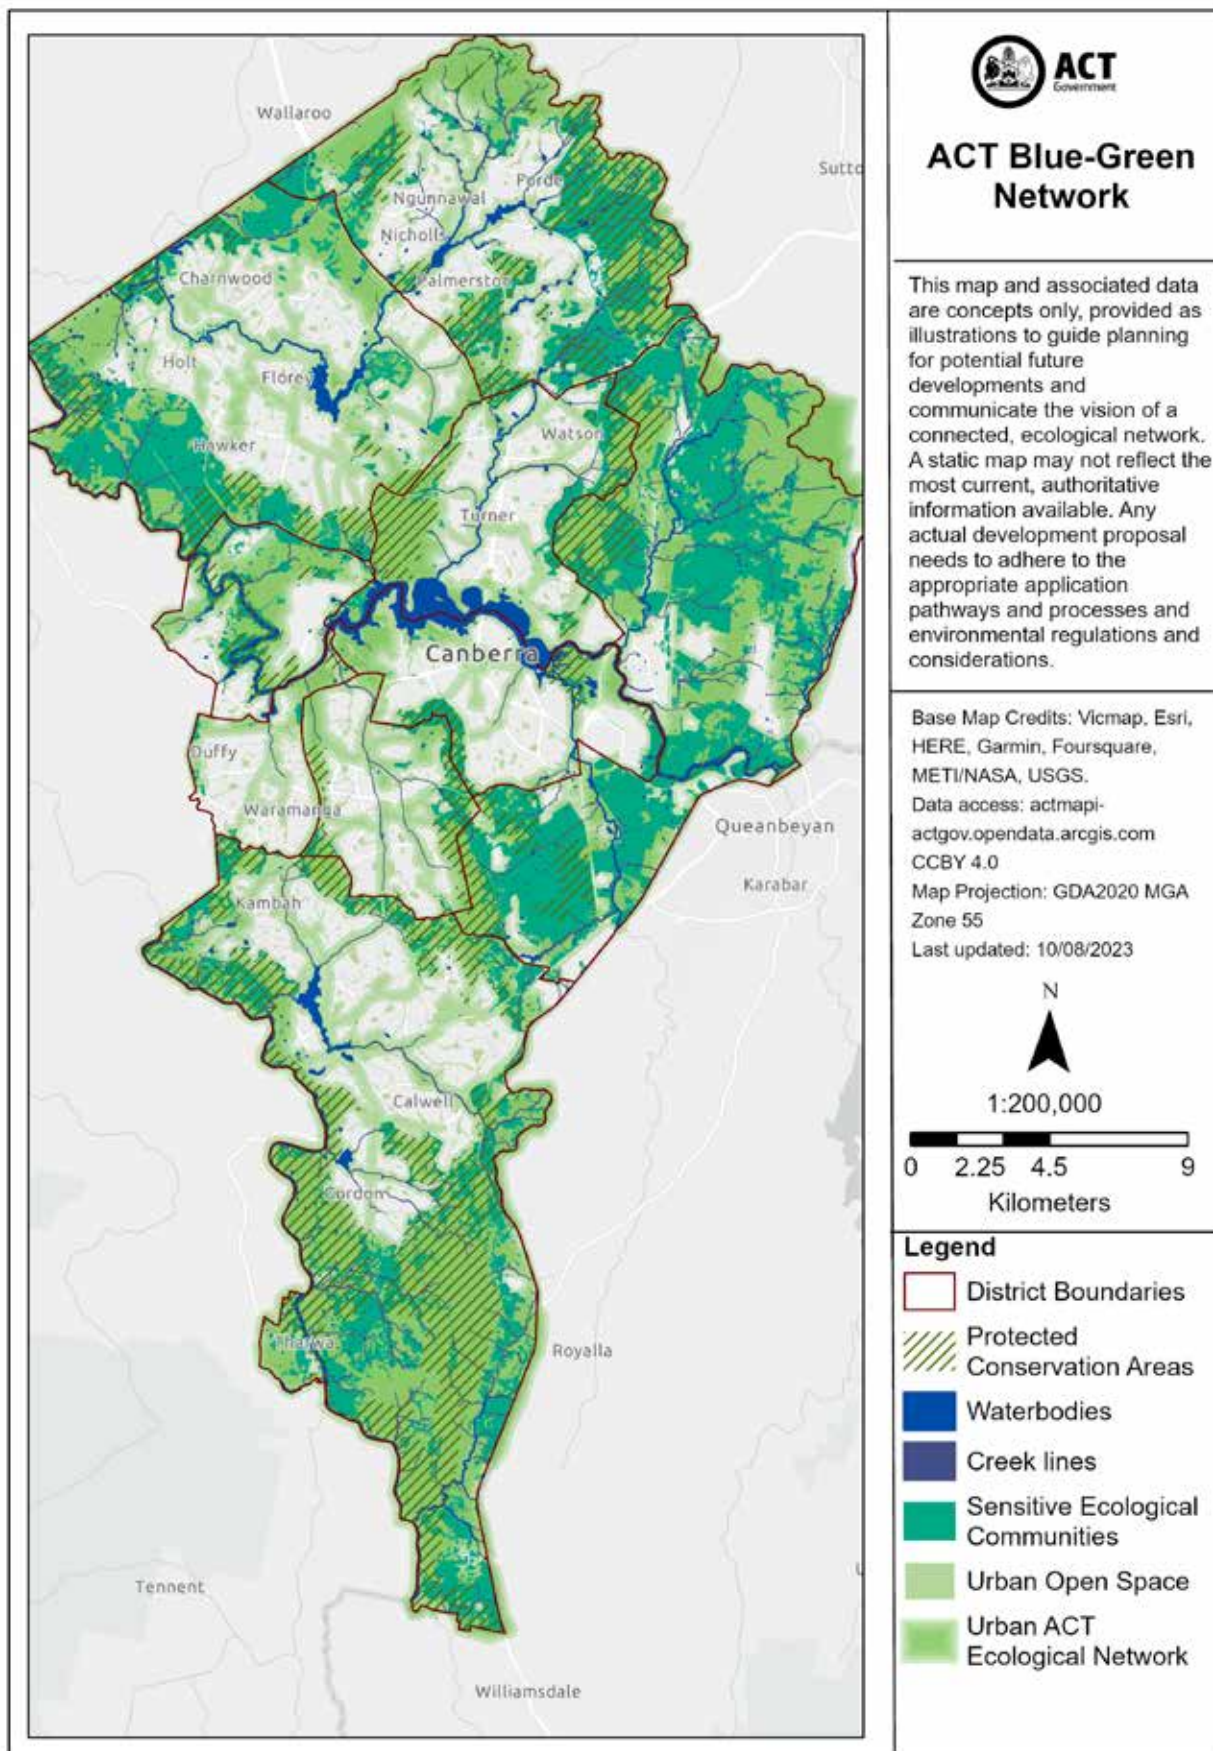 ACT
Government
ACT Blue-Green
Network
This map and associated data
are concepts only, provided as
illustrations to guide planning
for potential future
developments and
communicate the vision of a
connected, ecological network.
A static map may not reflect the
most current, authoritative
information available. Any
actual development proposal
needs to adhere to the
appropriate application
pathways and processes and
environmental regulations and
considerations.
Base Map Credits: Vicmap, Esri,
HERE, Garmin, Foursquare,
METI/NASA, USGS.
Data access: actmapi-
actgov.opendata.arcgis.com
CCBY 4.0
Map Projection: GDA2020 MGA
Zone 55
Last updated: 10/08/2023
N
1:200,000
0 2.25 4.5 9
Kilometers
Legend
District Boundaries
Protected
Conservation Areas
Waterbodies
Creek lines
Sensitive Ecological
Communities
Urban Open Space
Urban ACT
Ecological Network
Wallaroo
Sutto
Forde
Ngunnawal
Nicholls
Palmerston
Charnwood
Holt
Florey
Hawker
Watson
Turner
Canberra
Duffy
Waramanga
Queanbeyan
Karabar
Kambah
Calwell
Gordon
Tharwa
Royalla
Tennent
Williamsdale